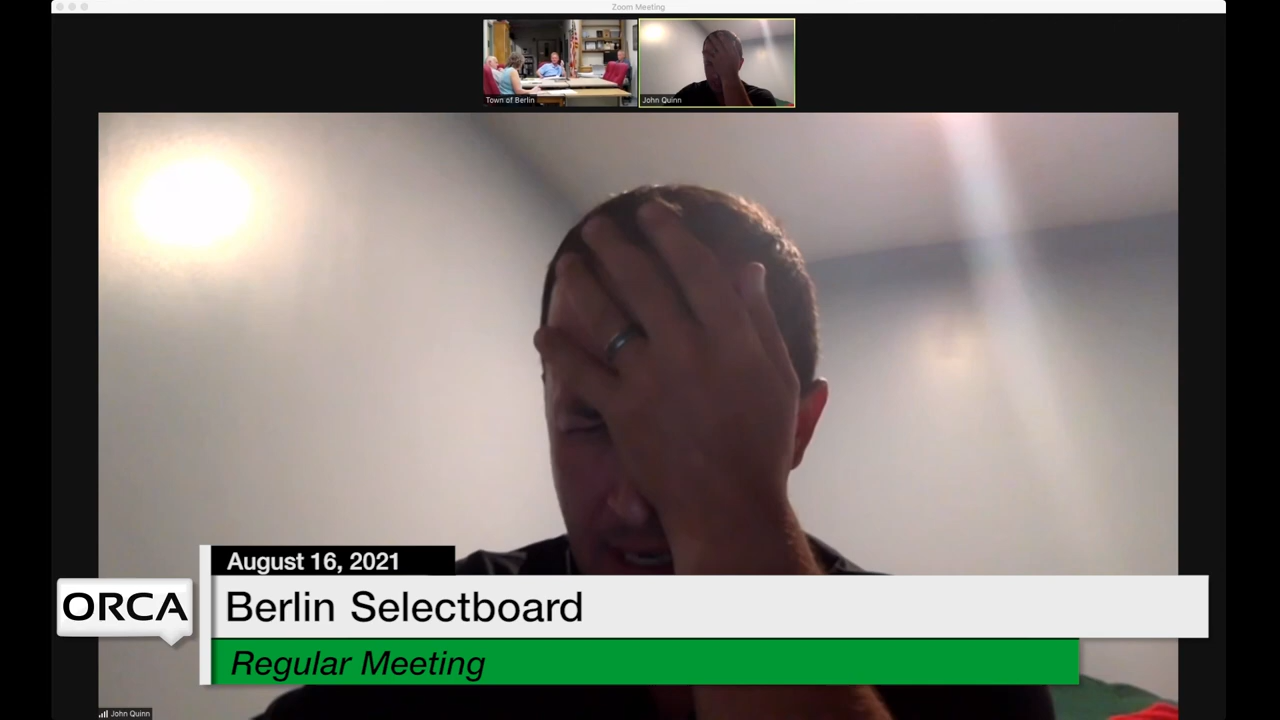 Zoom Meeting
Town of Berlin
John Quinn
August 16, 2021
ORCA
Berlin Selectboard
Regular Meeting
John Quinn